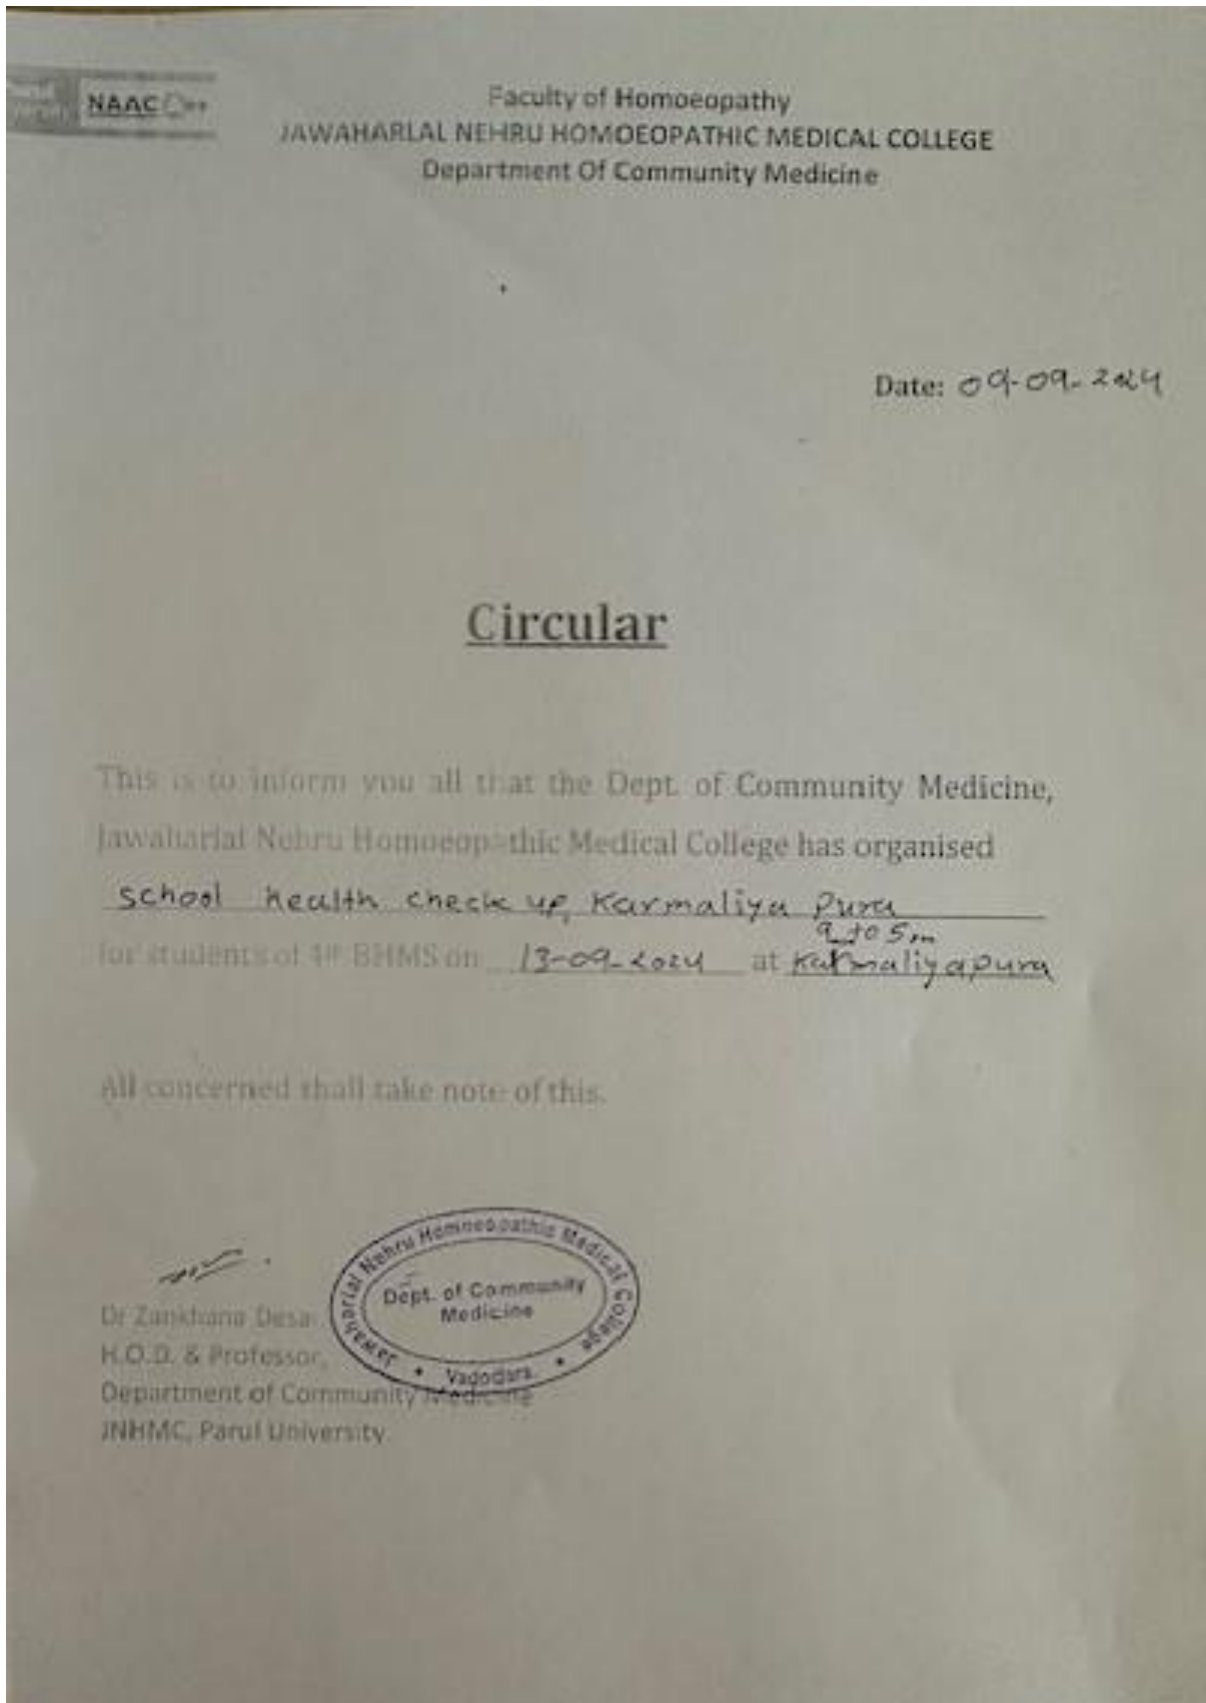 NAAC
Faculty of Homoeopathy
JAWAHARLAL NEHRU HOMOEOPATHIC MEDICAL COLLEGE
Department Of Community Medicine
Date: 09-09-2024
Circular
This is to inform you all that the Dept. of Community Medicine,
Jawaharlal Nehru Homoeopathic Medical College has organised
school health check up, Karmaliya Pura
9 to 5
for students of 4th BHMS on 13-09-2024 at Karmaliyapura
All concerned shall take note of this.
Jawaharlal Nehru Homoeopathic Medical College
Dept. of Community
Medicine
Vadodara
Dr Zankhana Desai
H.O.D. & Professor,
Department of Community Medicine
JNHMC, Parul University.